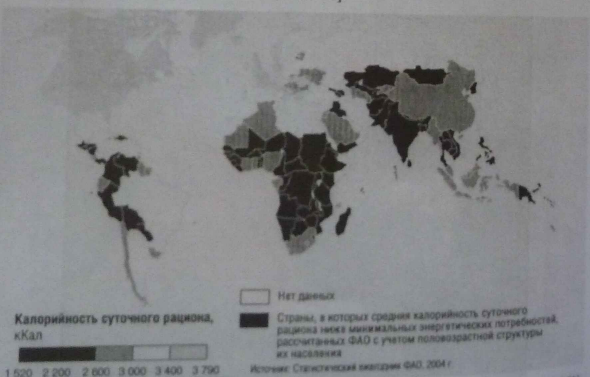 Нет данных
Калорийность суточного рациона,
кКал
Страны, в которых средняя калорийность суточного
рациона ниже минимальных энергетических потребностей,
рассчитанных ФАО с учетом половозрастной структуры
их населения
1 520 2 200 2 600 3 000 3 400 3 790
Источник: Статистический ежегодник ФАО, 2004 г.